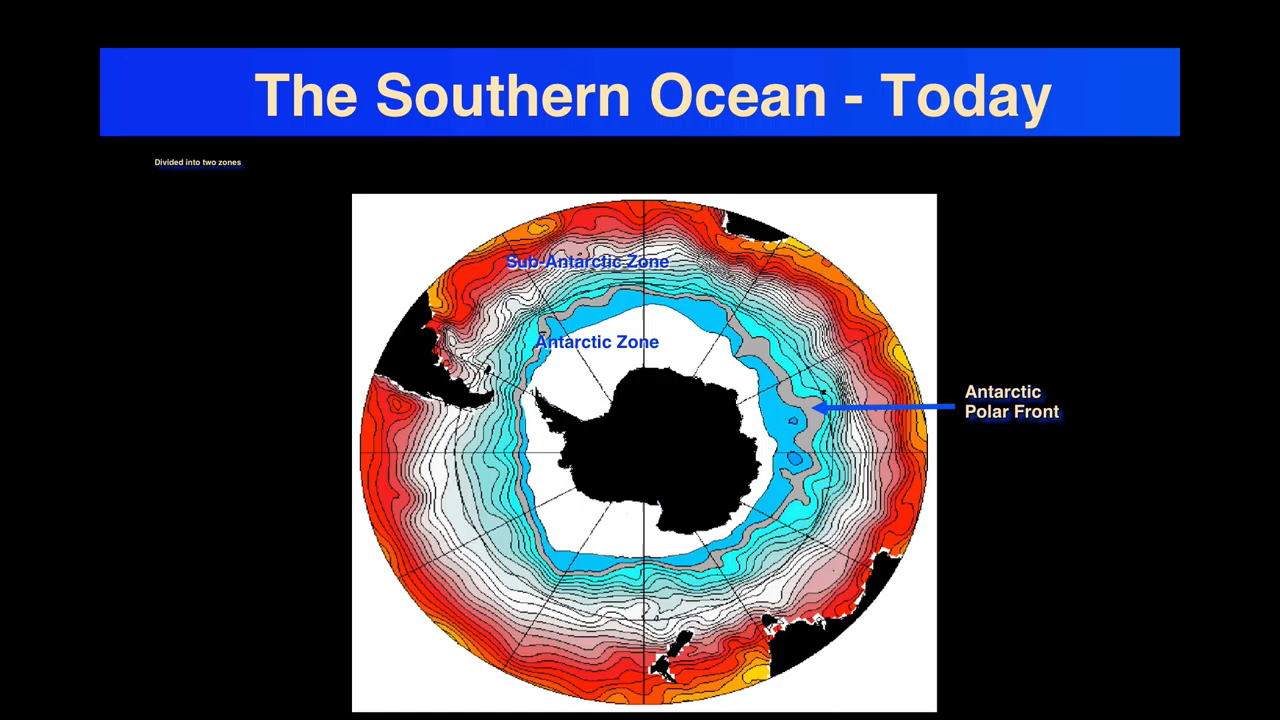 The Southern Ocean - Today
Divided into two zones
Sub-Antarctic Zone
Antarctic Zone
Antarctic
Polar Front